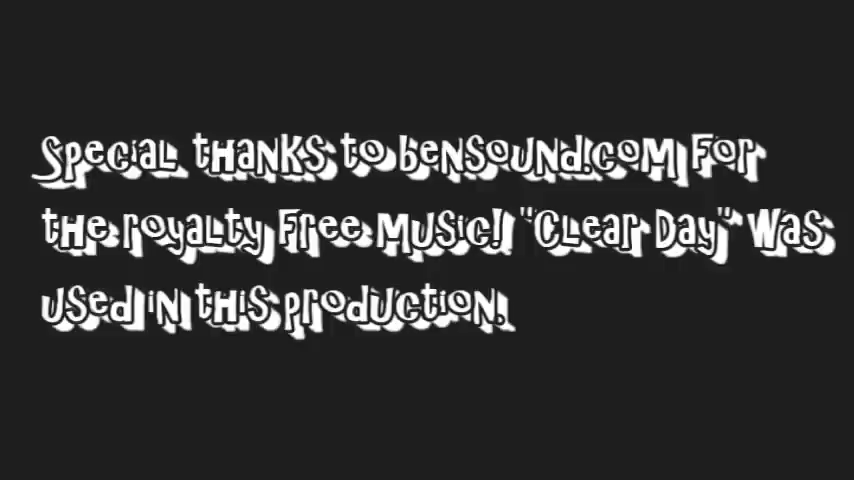 Special thanks to bensound.com for
the royalty free music! "Clear Day" was
used in this production.